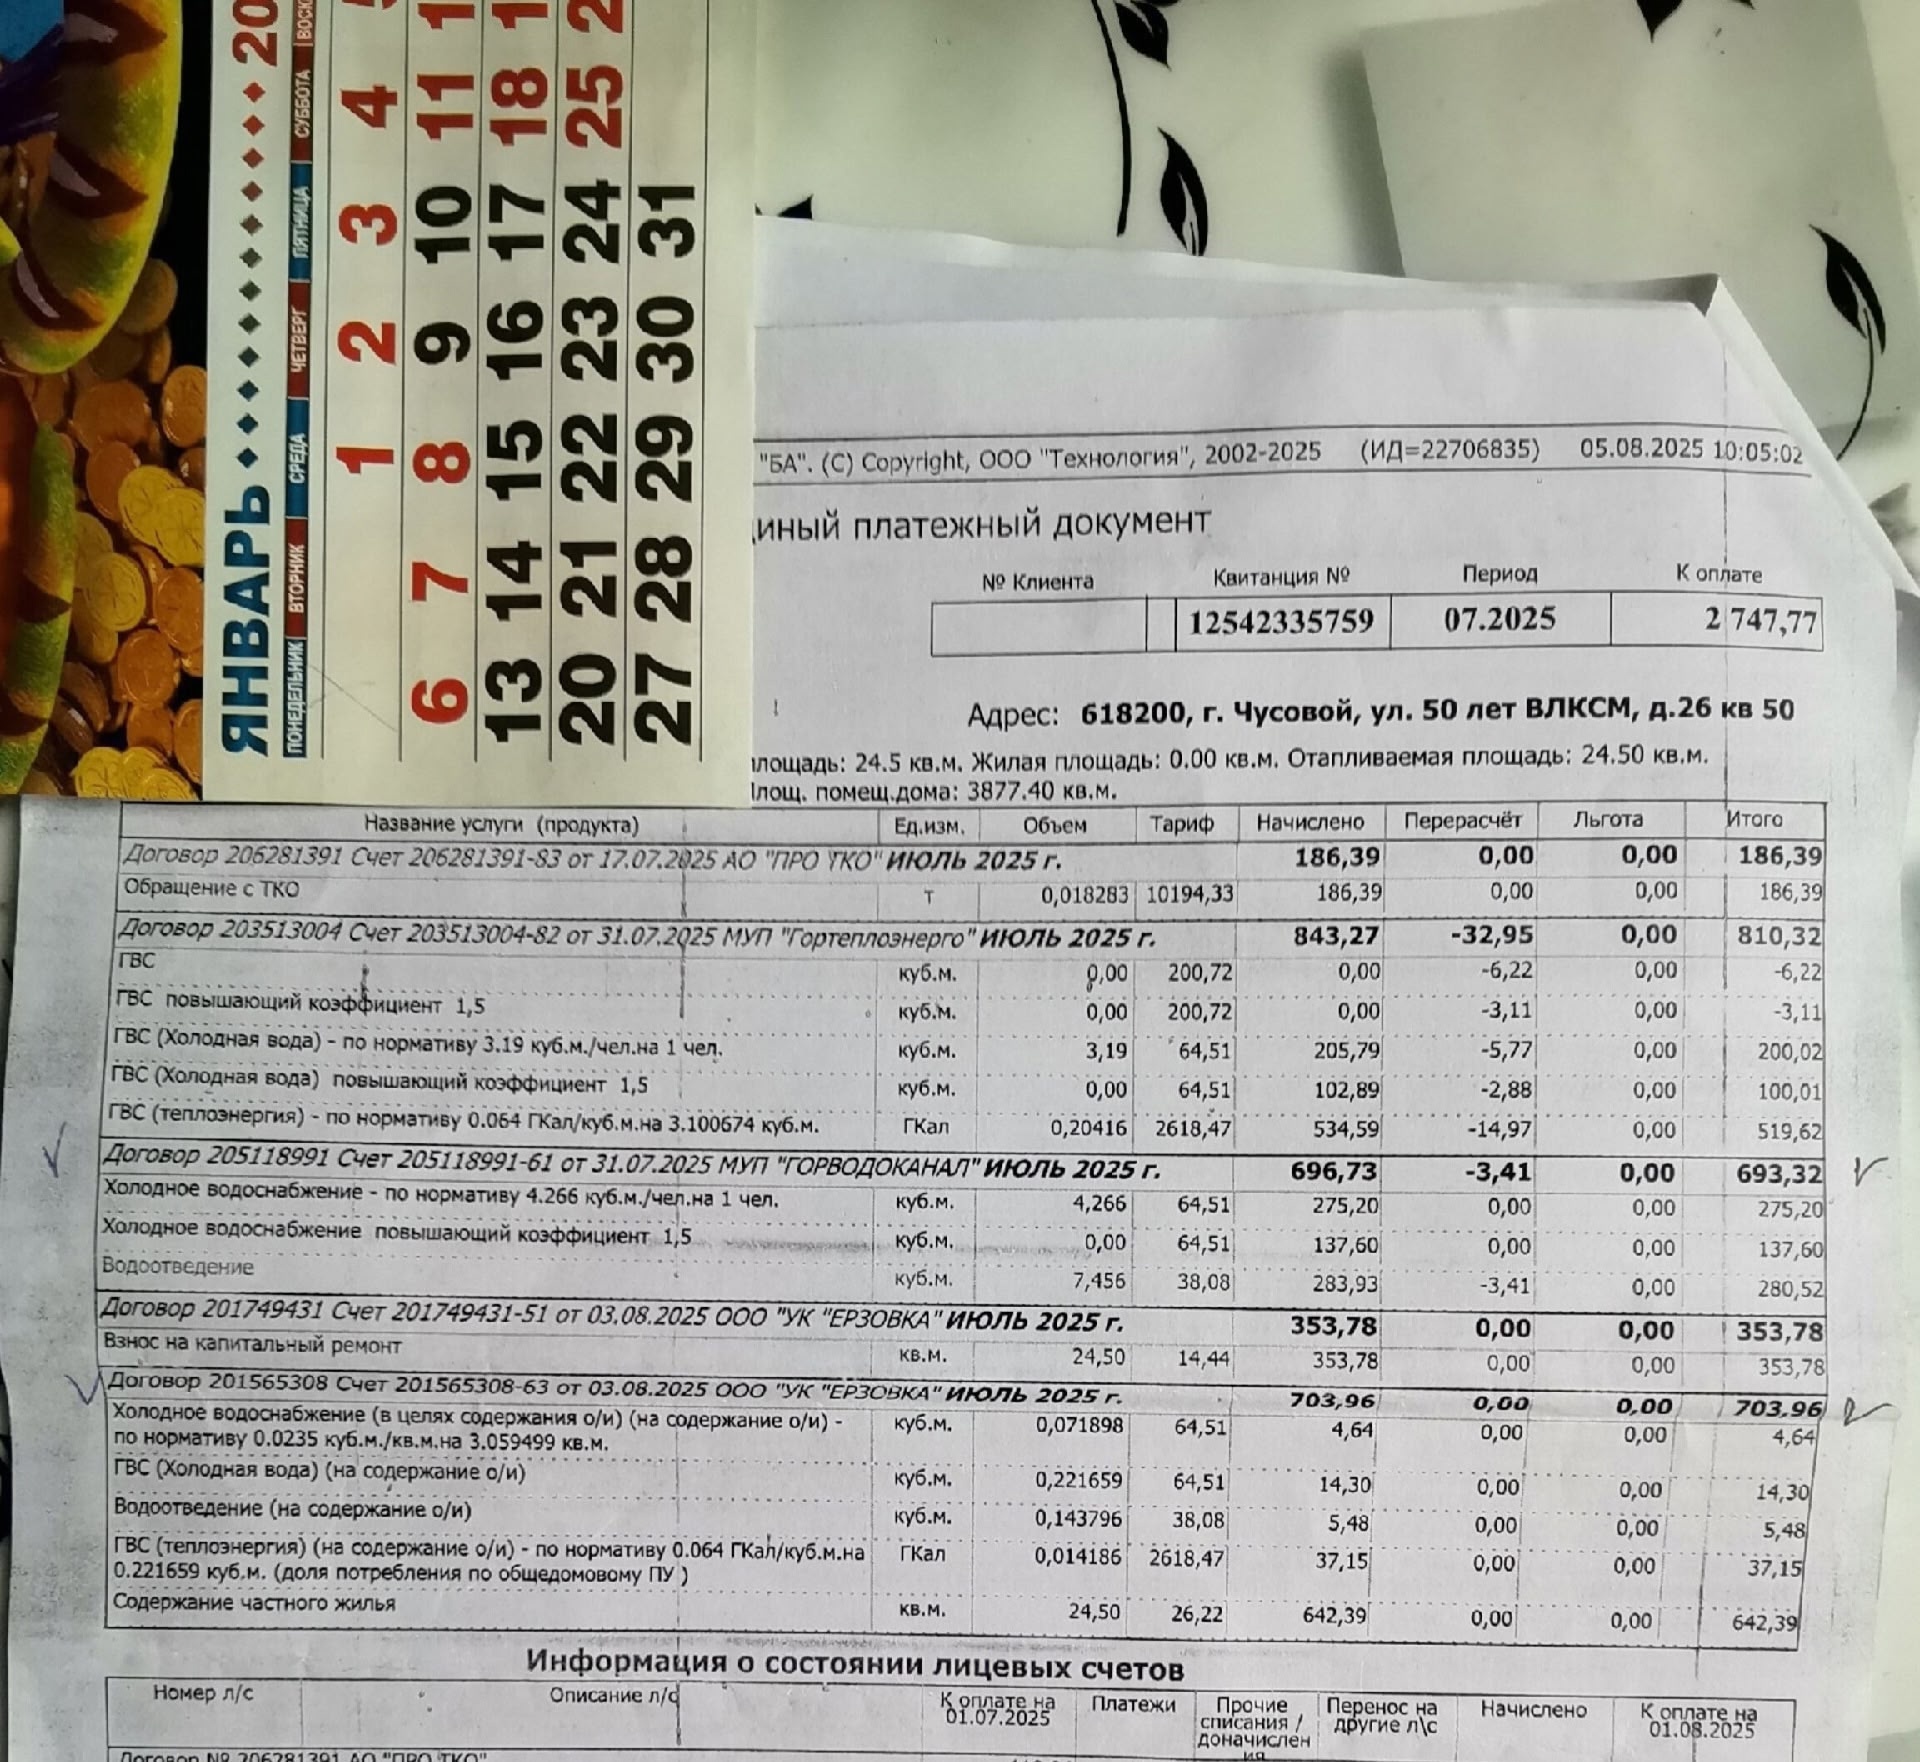 ЯНВАРЬ 20
ПОНЕДЕЛЬНИК ВТОРНИК СРЕДА ЧЕТВЕРГ ПЯТНИЦА СУББОТА ВОСК
1 2 3 4 5
6 7 8 9 10 11 1
13 14 15 16 17 18 1
20 21 22 23 24 25 2
27 28 29 30 31
"БА". (C) Copyright, ООО "Технология", 2002-2025 (ИД=22706835) 05.08.2025 10:05:02
иный платежный документ
№ Клиента Квитанция № Период К оплате
12542335759 07.2025 2 747,77
Адрес: 618200, г. Чусовой, ул. 50 лет ВЛКСМ, д.26 кв 50
лощадь: 24.5 кв.м. Жилая площадь: 0.00 кв.м. Отапливаемая площадь: 24.50 кв.м.
лощ. помещ.дома: 3877.40 кв.м.
Название услуги (продукта) Ед.изм. Объем Тариф Начислено Перерасчёт Льгота Итого
Договор 206281391 Счет 206281391-83 от 17.07.2025 АО "ПРО ТКО" ИЮЛЬ 2025 г. 186,39 0,00 0,00 186,39
Обращение с ТКО т 0,018283 10194,33 186,39 0,00 0,00 186,39
Договор 203513004 Счет 203513004-82 от 31.07.2025 МУП "Гортеплоэнерго" ИЮЛЬ 2025 г. 843,27 -32,95 0,00 810,32
ГВС куб.м. 0,00 200,72 0,00 -6,22 0,00 -6,22
ГВС повышающий коэффициент 1,5 куб.м. 0,00 200,72 0,00 -3,11 0,00 -3,11
ГВС (Холодная вода) - по нормативу 3.19 куб.м./чел.на 1 чел. куб.м. 3,19 64,51 205,79 -5,77 0,00 200,02
ГВС (Холодная вода) повышающий коэффициент 1,5 куб.м. 0,00 64,51 102,89 -2,88 0,00 100,01
ГВС (теплоэнергия) - по нормативу 0.064 ГКал/куб.м.на 3.100674 куб.м. ГКал 0,20416 2618,47 534,59 -14,97 0,00 519,62
Договор 205118991 Счет 205118991-61 от 31.07.2025 МУП "ГОРВОДОКАНАЛ" ИЮЛЬ 2025 г. 696,73 -3,41 0,00 693,32
Холодное водоснабжение - по нормативу 4.266 куб.м./чел.на 1 чел. куб.м. 4,266 64,51 275,20 0,00 0,00 275,20
Холодное водоснабжение повышающий коэффициент 1,5 куб.м. 0,00 64,51 137,60 0,00 0,00 137,60
Водоотведение куб.м. 7,456 38,08 283,93 -3,41 0,00 280,52
Договор 201749431 Счет 201749431-51 от 03.08.2025 ООО "УК "ЕРЗОВКА" ИЮЛЬ 2025 г. 353,78 0,00 0,00 353,78
Взнос на капитальный ремонт кв.м. 24,50 14,44 353,78 0,00 0,00 353,78
Договор 201565308 Счет 201565308-63 от 03.08.2025 ООО "УК "ЕРЗОВКА" ИЮЛЬ 2025 г. 703,96 0,00 0,00 703,96
Холодное водоснабжение (в целях содержания о/и) (на содержание о/и) - куб.м. 0,071898 64,51 4,64 0,00 0,00 4,64
по нормативу 0.0235 куб.м./кв.м.на 3.059499 кв.м.
ГВС (Холодная вода) (на содержание о/и) куб.м. 0,221659 64,51 14,30 0,00 0,00 14,30
Водоотведение (на содержание о/и) куб.м. 0,143796 38,08 5,48 0,00 0,00 5,48
ГВС (теплоэнергия) (на содержание о/и) - по нормативу 0.064 ГКал/куб.м.на ГКал 0,014186 2618,47 37,15 0,00 0,00 37,15
0.221659 куб.м. (доля потребления по общедомовому ПУ )
Содержание частного жилья кв.м. 24,50 26,22 642,39 0,00 0,00 642,39
Информация о состоянии лицевых счетов
Номер л/с Описание л/с К оплате на Платежи Прочие Перенос на Начислено К оплате на
01.07.2025 списания / другие л\с 01.08.2025
доначислен
ия
Договор № 206281391 АО "ПРО ТКО"